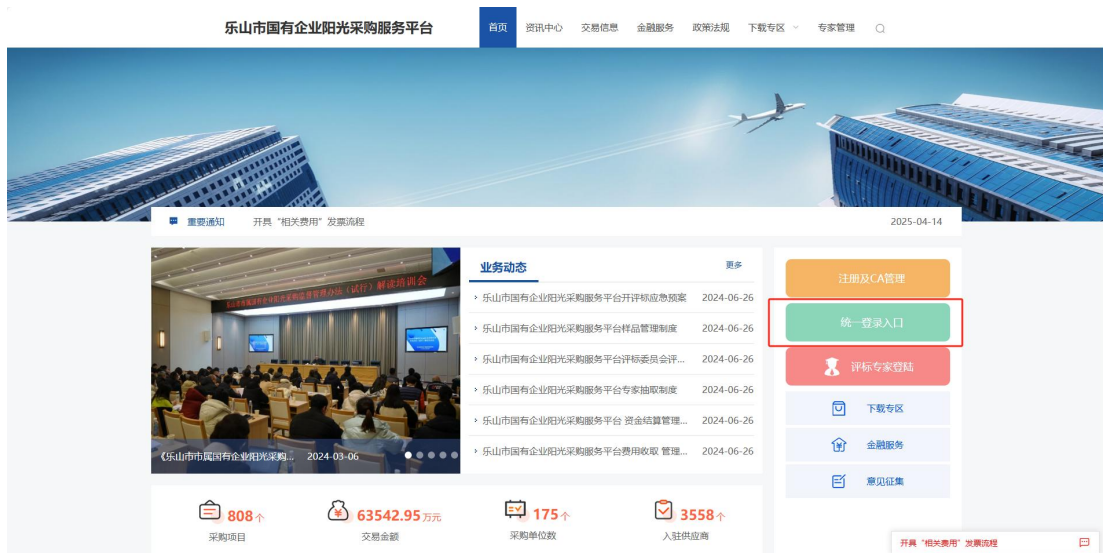 乐山市国有企业阳光采购服务平台
首页 资讯中心 交易信息 金融服务 政策法规 下载专区 专家管理
重要通知 开具“相关费用”发票流程 2025-04-14
业务动态 更多
乐山市国有企业阳光采购服务平台开评标应急预案 2024-06-26
乐山市国有企业阳光采购服务平台样品管理制度 2024-06-26
乐山市国有企业阳光采购服务平台评标委员会评... 2024-06-26
乐山市国有企业阳光采购服务平台专家抽取制度 2024-06-26
乐山市国有企业阳光采购服务平台 资金结算管理... 2024-06-26
乐山市国有企业阳光采购服务平台费用收取 管理... 2024-06-26
《乐山市市属国有企业阳光采购... 2024-03-06
注册及CA管理
统一登录入口
评标专家登陆
下载专区
金融服务
意见征集
808个
采购项目
63542.95万元
交易金额
175个
采购单位数
3558个
入驻供应商
开具“相关费用”发票流程